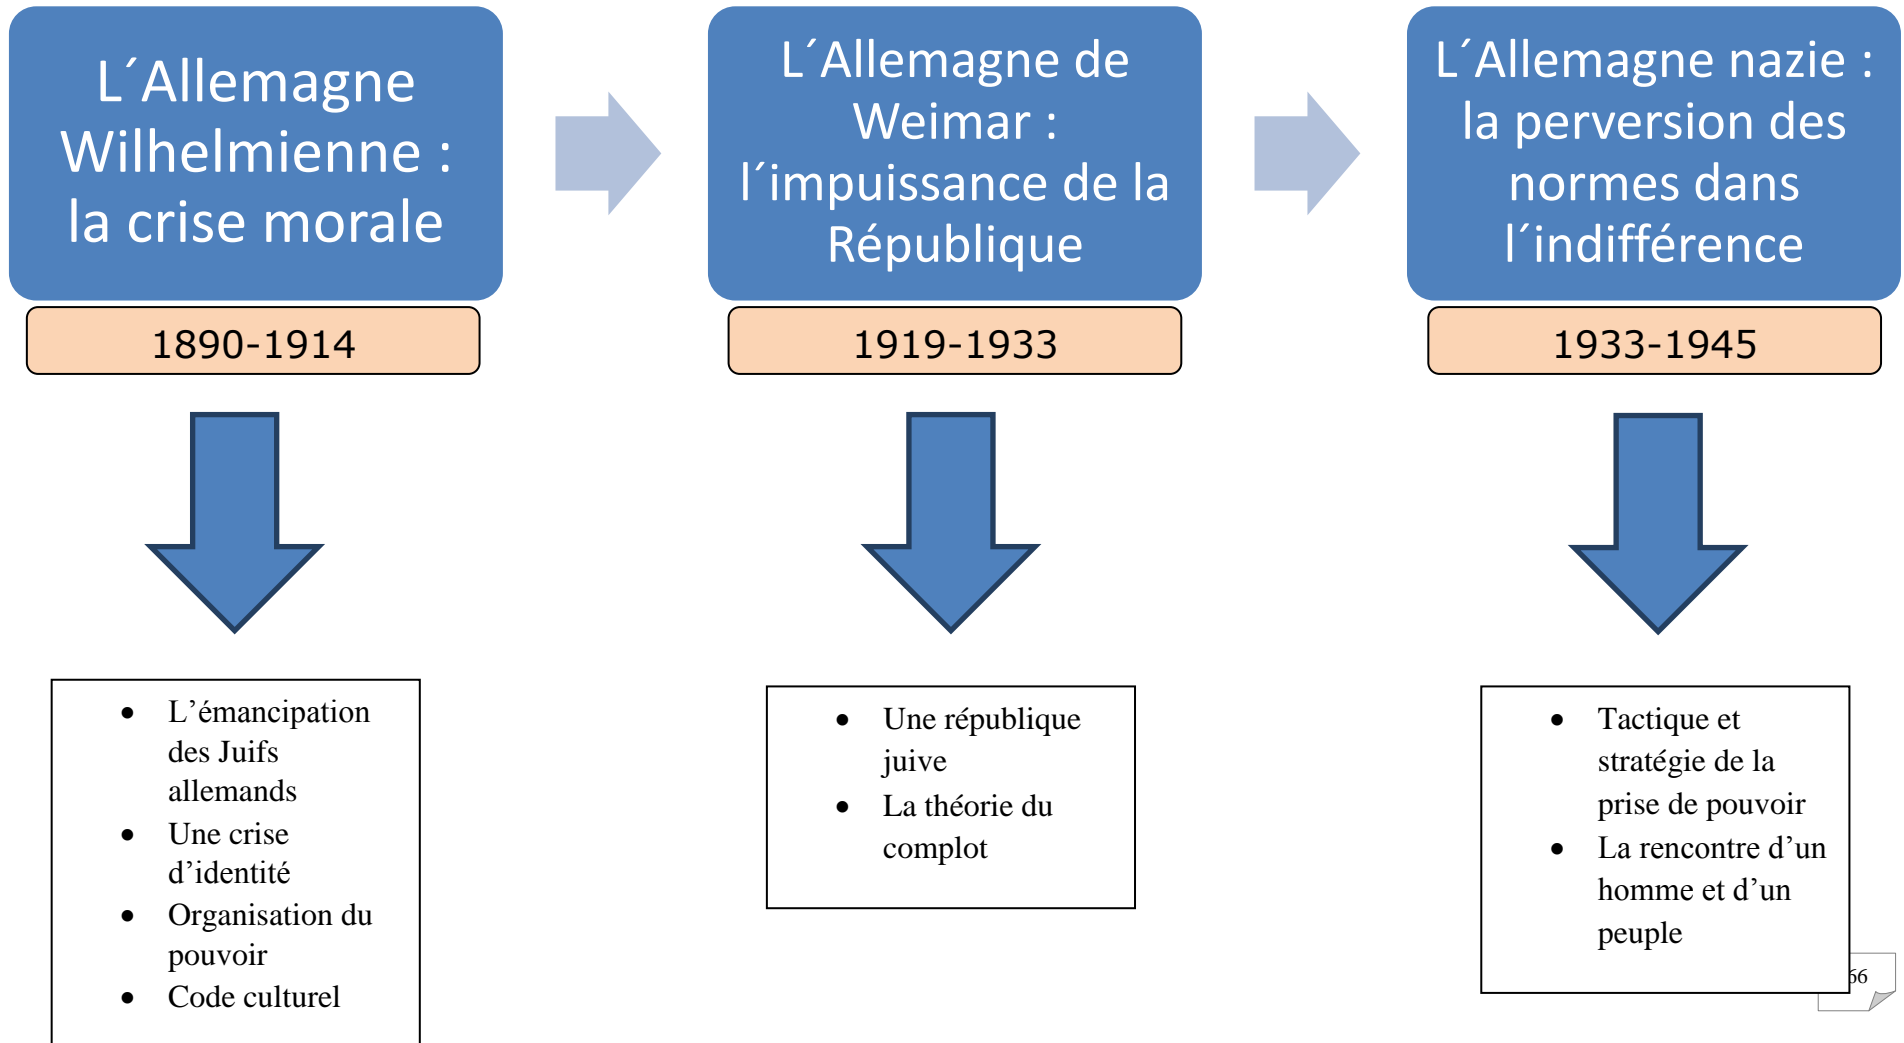 L´Allemagne
Wilhelmienne :
la crise morale
1890-1914
L´Allemagne de
Weimar :
l´impuissance de la
République
1919-1933
L´Allemagne nazie :
la perversion des
normes dans
l´indifférence
1933-1945
• L’émancipation
des Juifs
allemands
• Une crise
d’identité
• Organisation du
pouvoir
• Code culturel
• Une république
juive
• La théorie du
complot
• Tactique et
stratégie de la
prise de pouvoir
• La rencontre d’un
homme et d’un
peuple
66